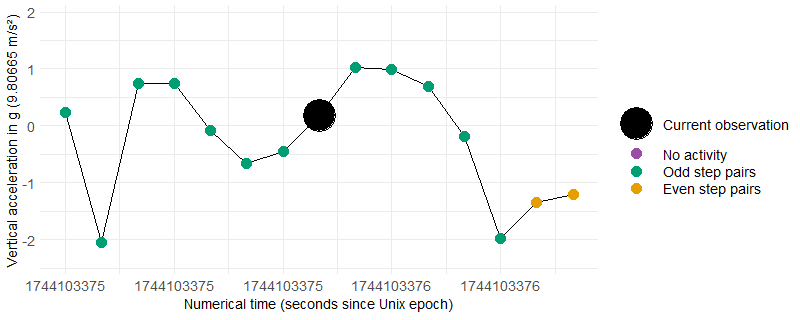 Vertical acceleration in g (9.80665 m/s²)
2
1
0
-1
-2
1744103375 1744103375 1744103375 1744103376 1744103376
Numerical time (seconds since Unix epoch)
Current observation
No activity
Odd step pairs
Even step pairs